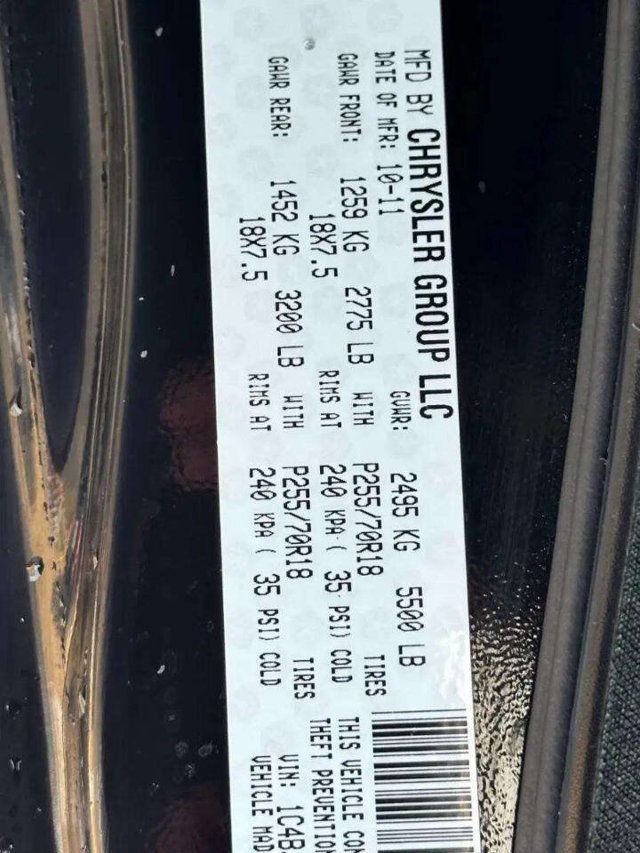 MFD BY CHRYSLER GROUP LLC
DATE OF MFR: 10-11 GVWR: 2495 KG 5500 LB
GAWR FRONT: 1259 KG 2775 LB WITH P255/70R18 TIRES
18X7.5 RIMS AT 240 KPA ( 35 PSI) COLD
GAWR REAR: 1452 KG 3200 LB WITH P255/70R18 TIRES
18X7.5 RIMS AT 240 KPA ( 35 PSI) COLD
THIS VEHICLE CON
THEFT PREVENTION
VIN: 1C4B
VEHICLE MAD